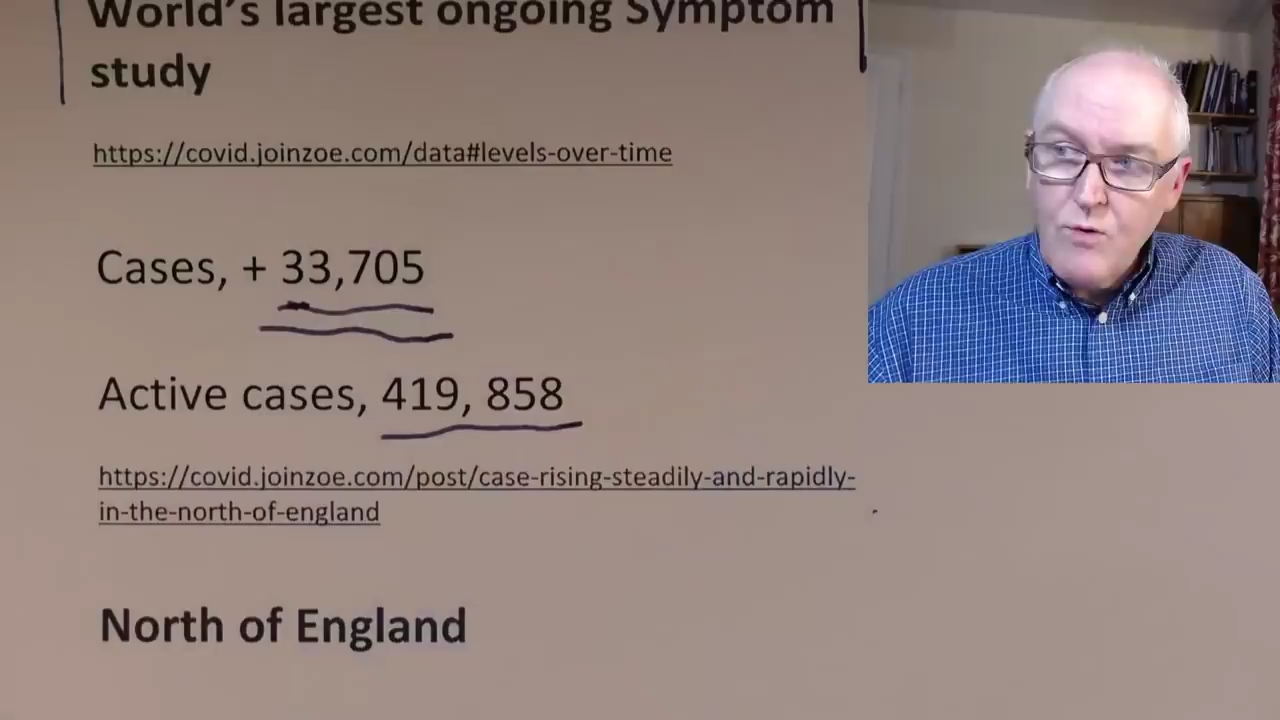 World's largest ongoing Symptom
study
https://covid.joinzoe.com/data#levels-over-time
Cases, + 33,705
Active cases, 419, 858
https://covid.joinzoe.com/post/case-rising-steadily-and-rapidly-
in-the-north-of-england
North of England